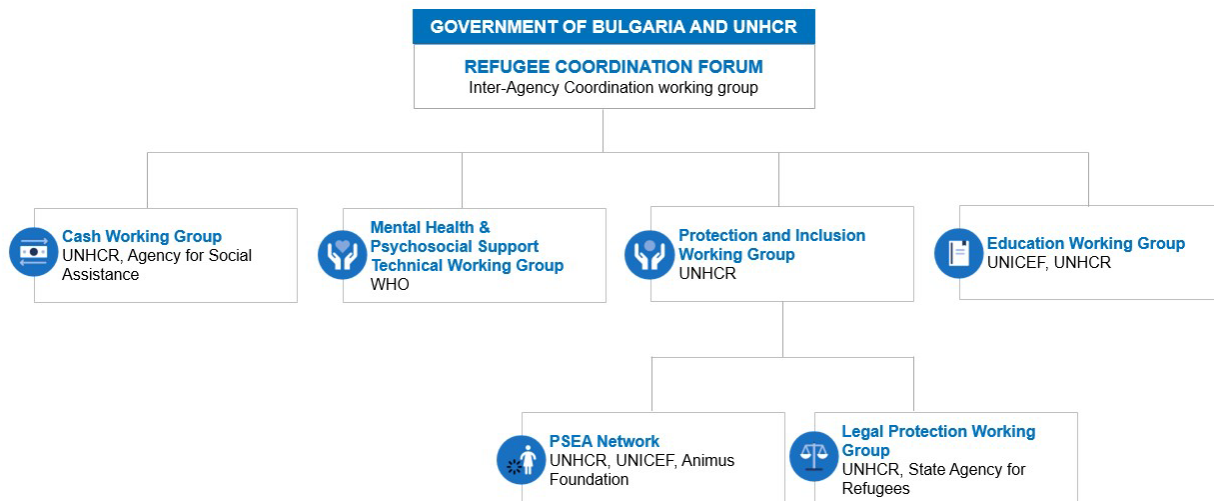 GOVERNMENT OF BULGARIA AND UNHCR
REFUGEE COORDINATION FORUM
Inter-Agency Coordination working group
Cash Working Group
UNHCR, Agency for Social
Assistance
Mental Health &
Psychosocial Support
Technical Working Group
WHO
Protection and Inclusion
Working Group
UNHCR
Education Working Group
UNICEF, UNHCR
PSEA Network
UNHCR, UNICEF, Animus
Foundation
Legal Protection Working
Group
UNHCR, State Agency for
Refugees